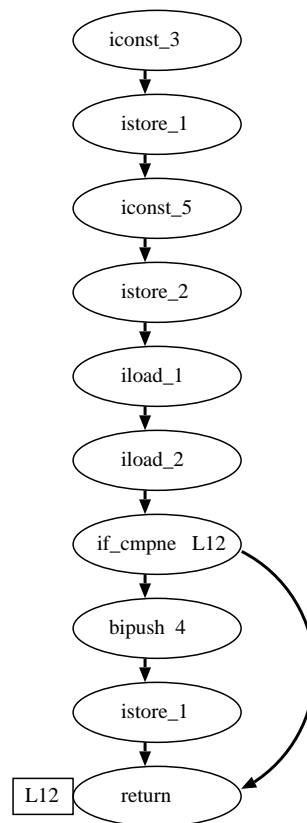 iconst_3
istore_1
iconst_5
istore_2
iload_1
iload_2
if_cmpne L12
bipush 4
istore_1
L12 return